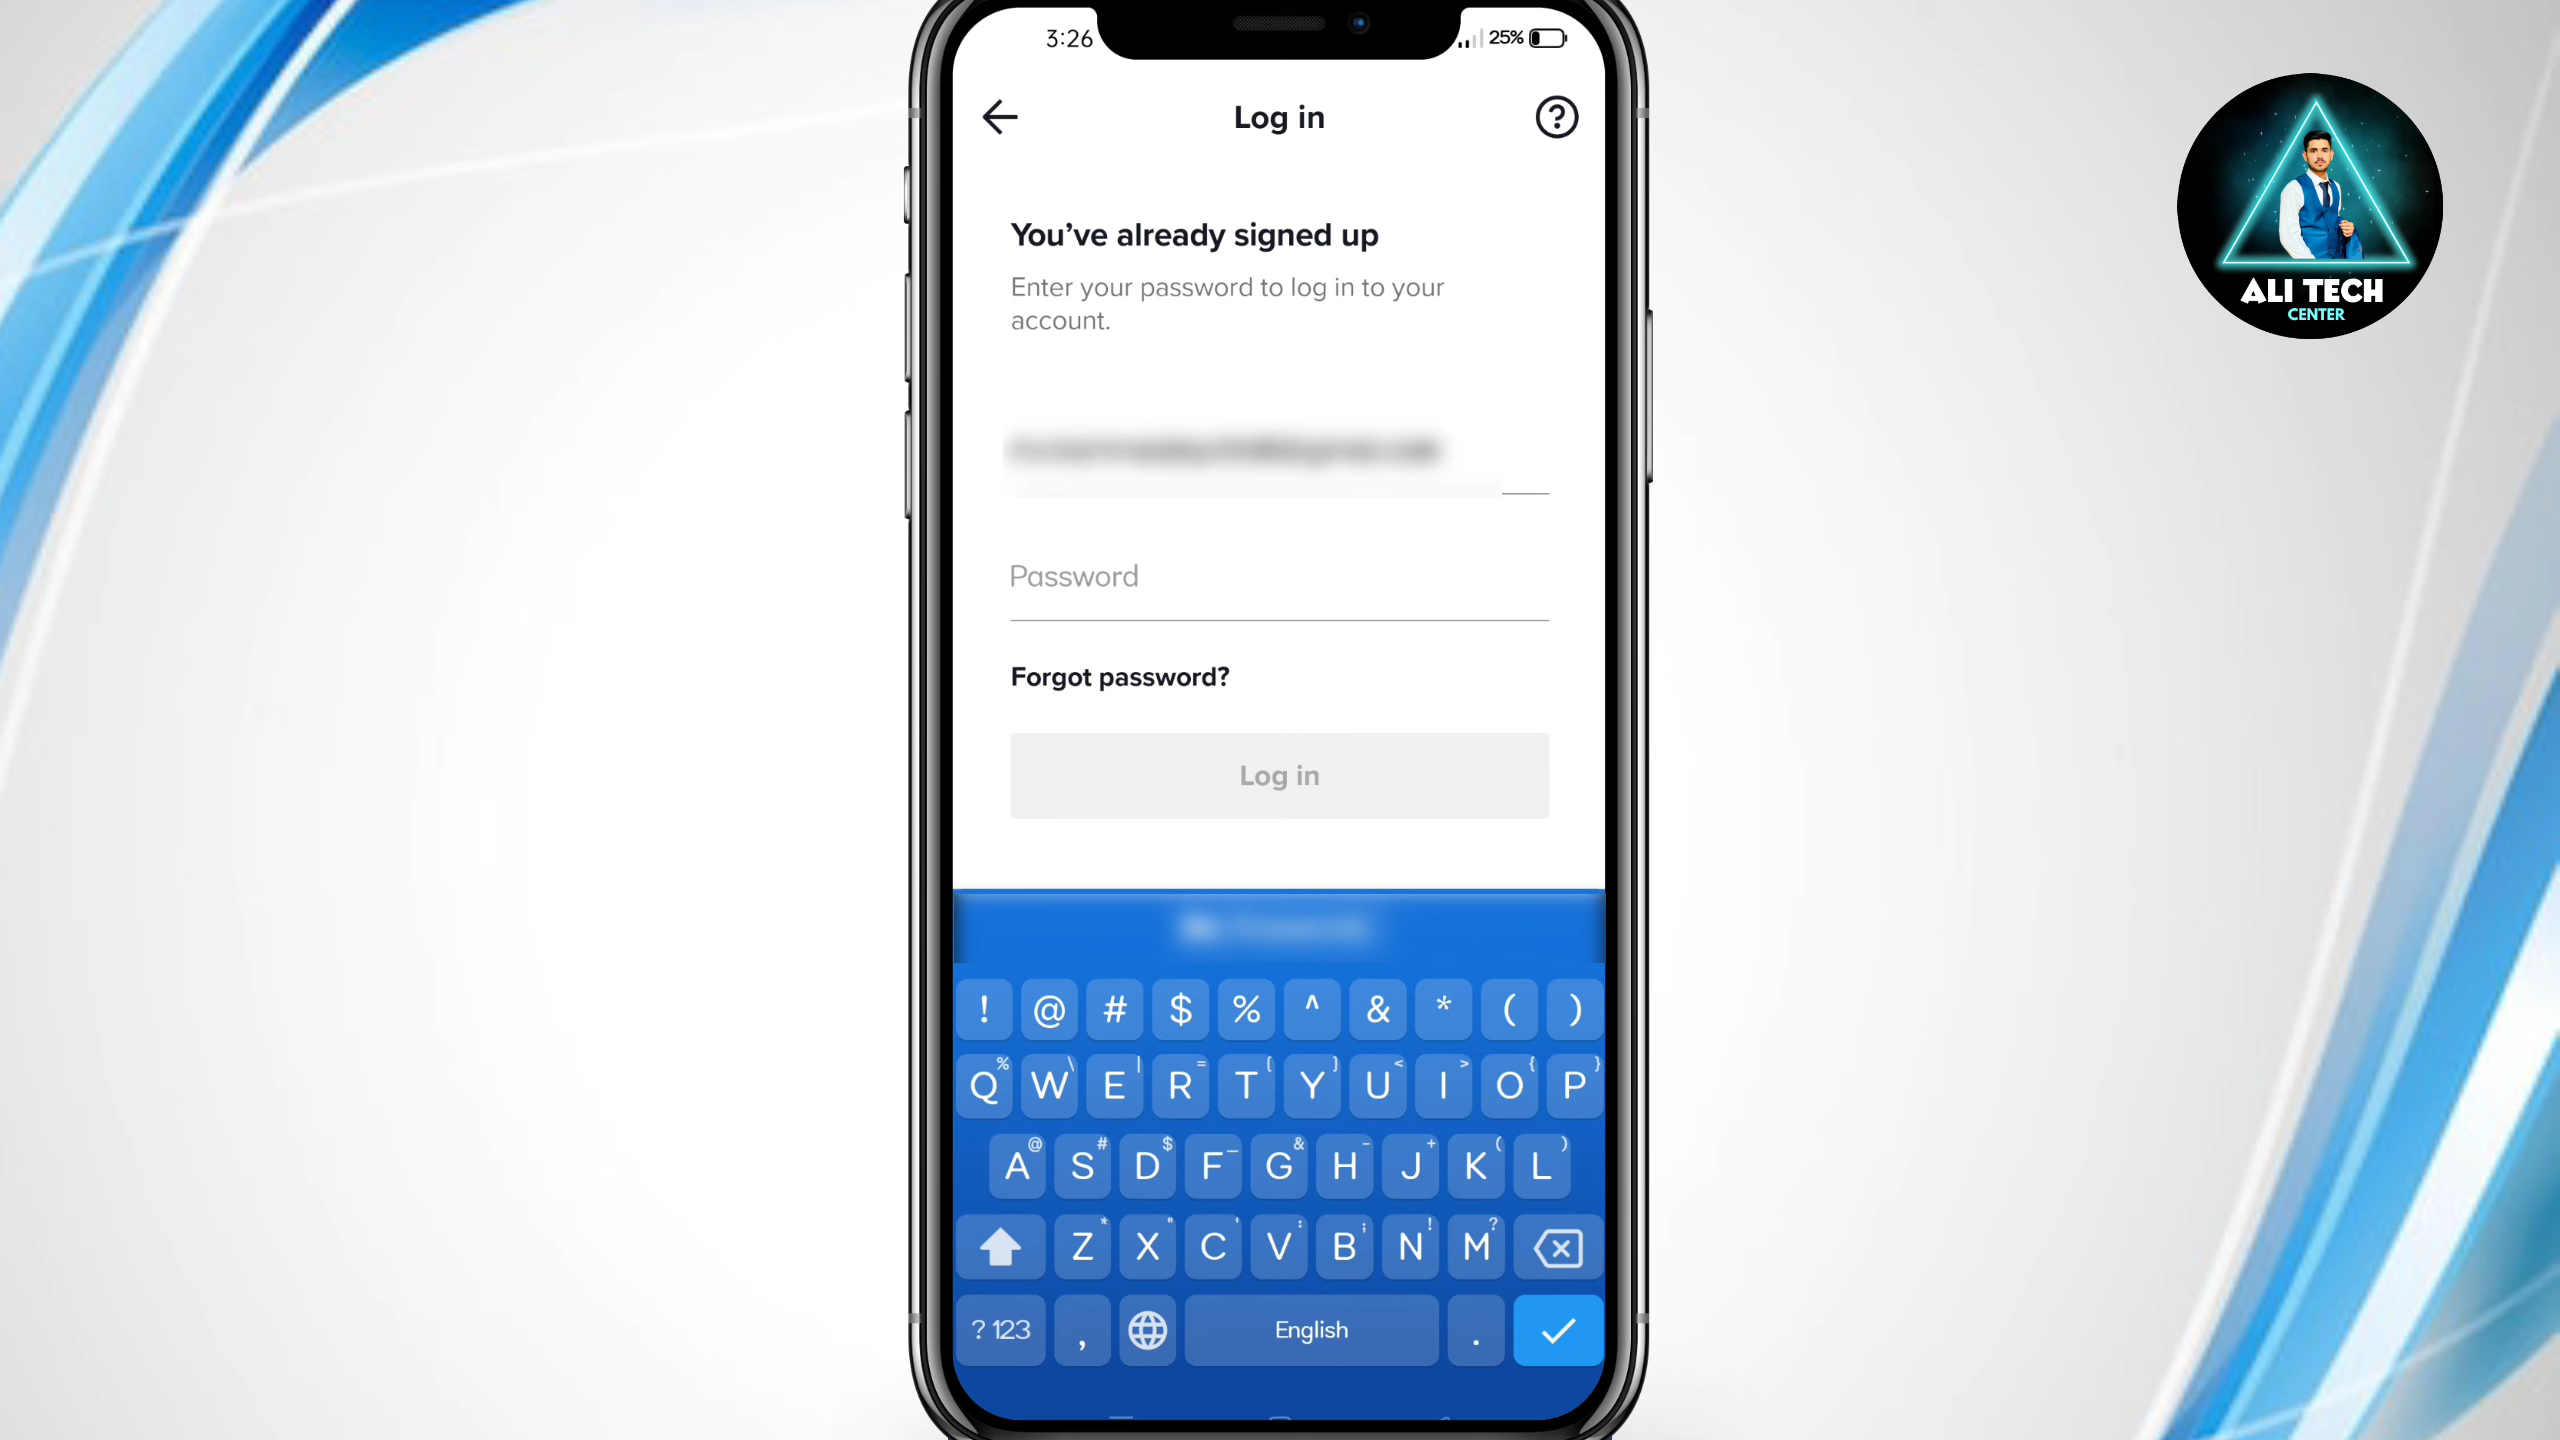 3:26
25%
Log in
You’ve already signed up
Enter your password to log in to your
account.
Password
Forgot password?
Log in
! @ # $ % ^ & * ( )
% \ | = [ ] < > { }
Q W E R T Y U I O P
@ # $ _ & - + ( )
A S D F G H J K L
* " ' : ; ! ?
Z X C V B N M
? 123 , English .
ALI TECH
CENTER